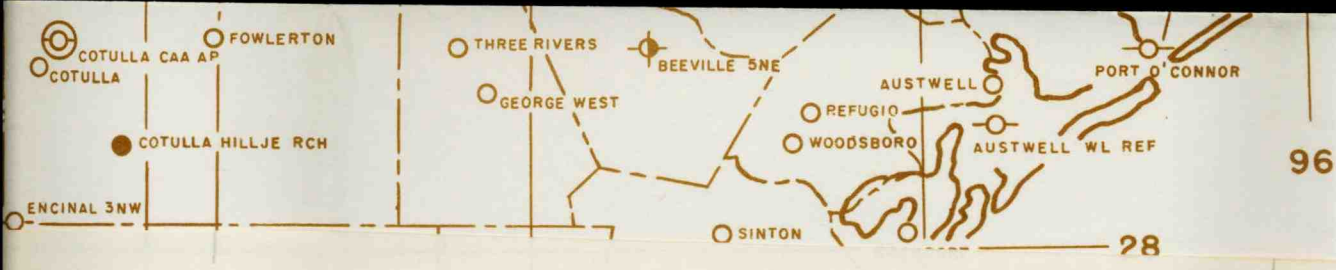 COTULLA CAA AP
COTULLA
FOWLERTON
COTULLA HILLJE RCH
ENCINAL 3NW
THREE RIVERS
GEORGE WEST
BEEVILLE 5NE
SINTON
AUSTWELL
REFUGIO
WOODSBORO
AUSTWELL WL REF
PORT O'CONNOR
96
28